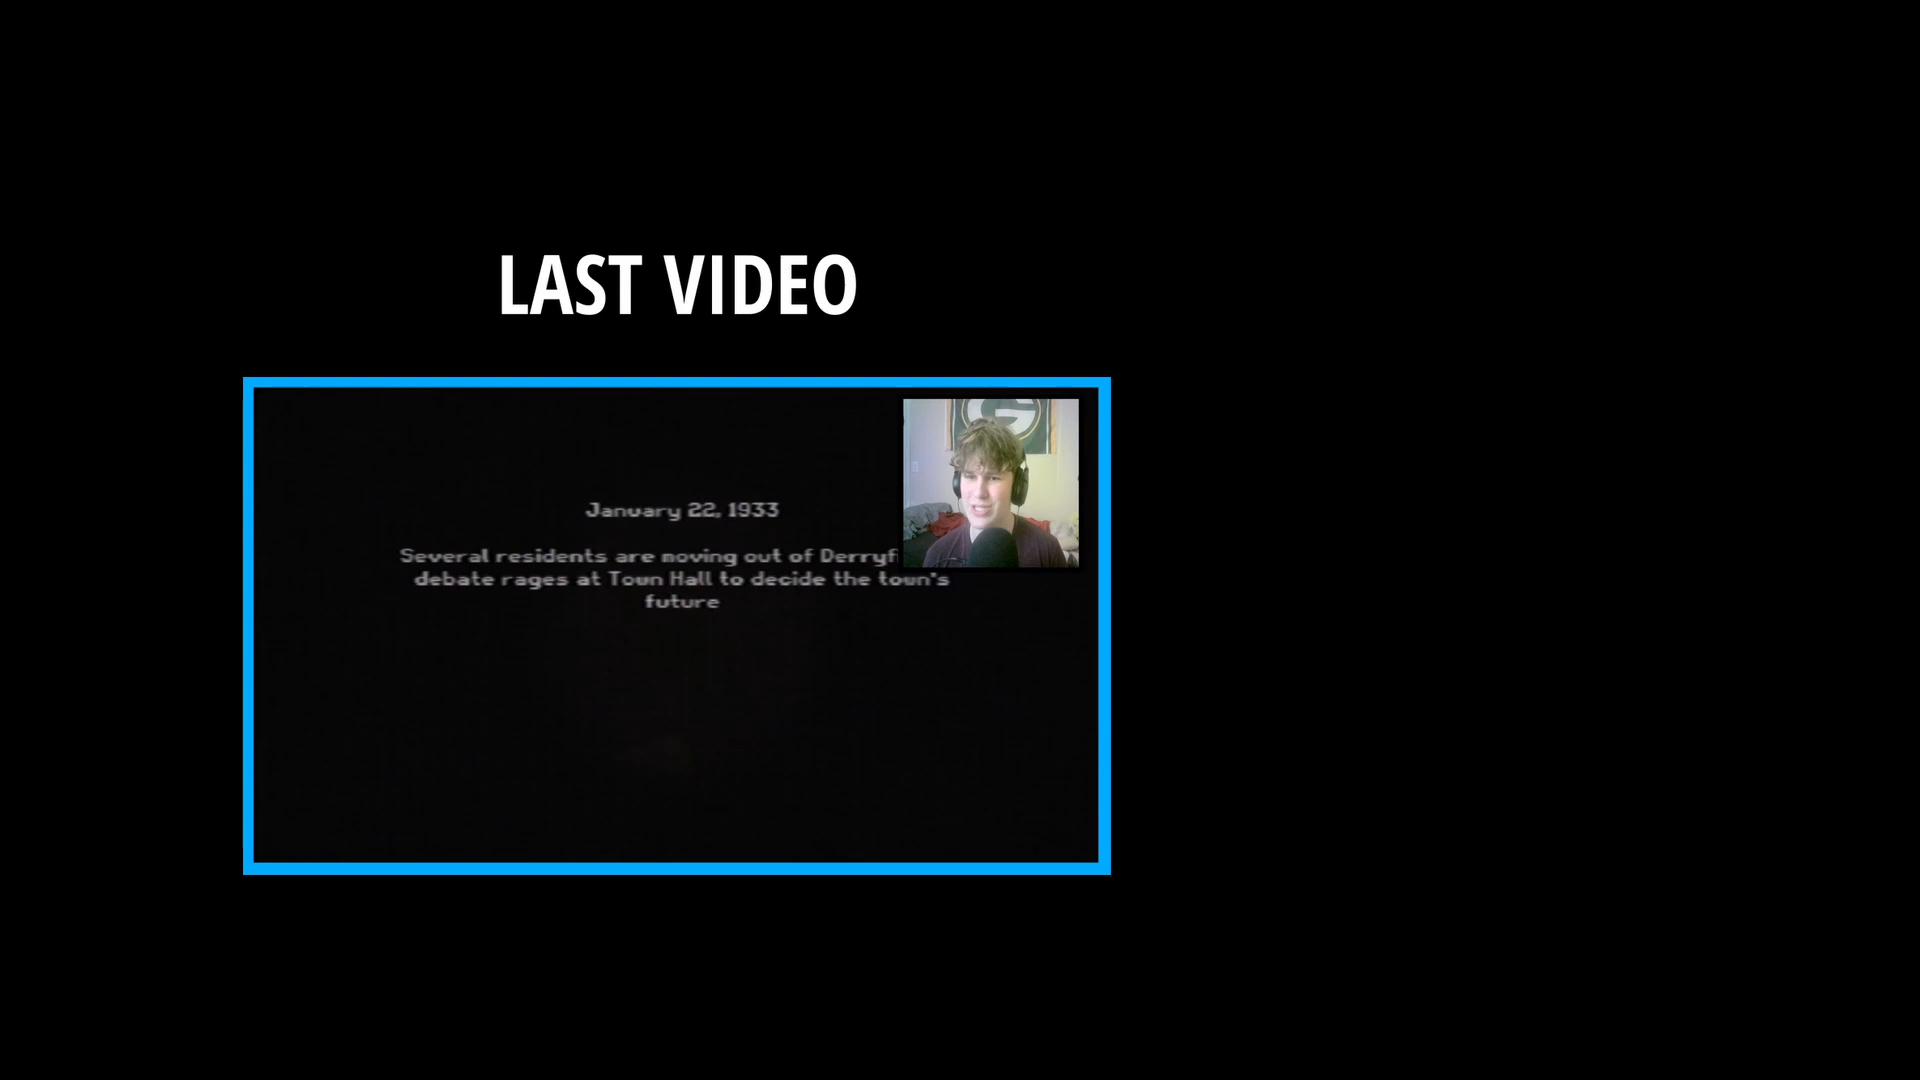 LAST VIDEO
January 22, 1933
Several residents are moving out of
debate rages at Town Hall to decide the town's
future
G